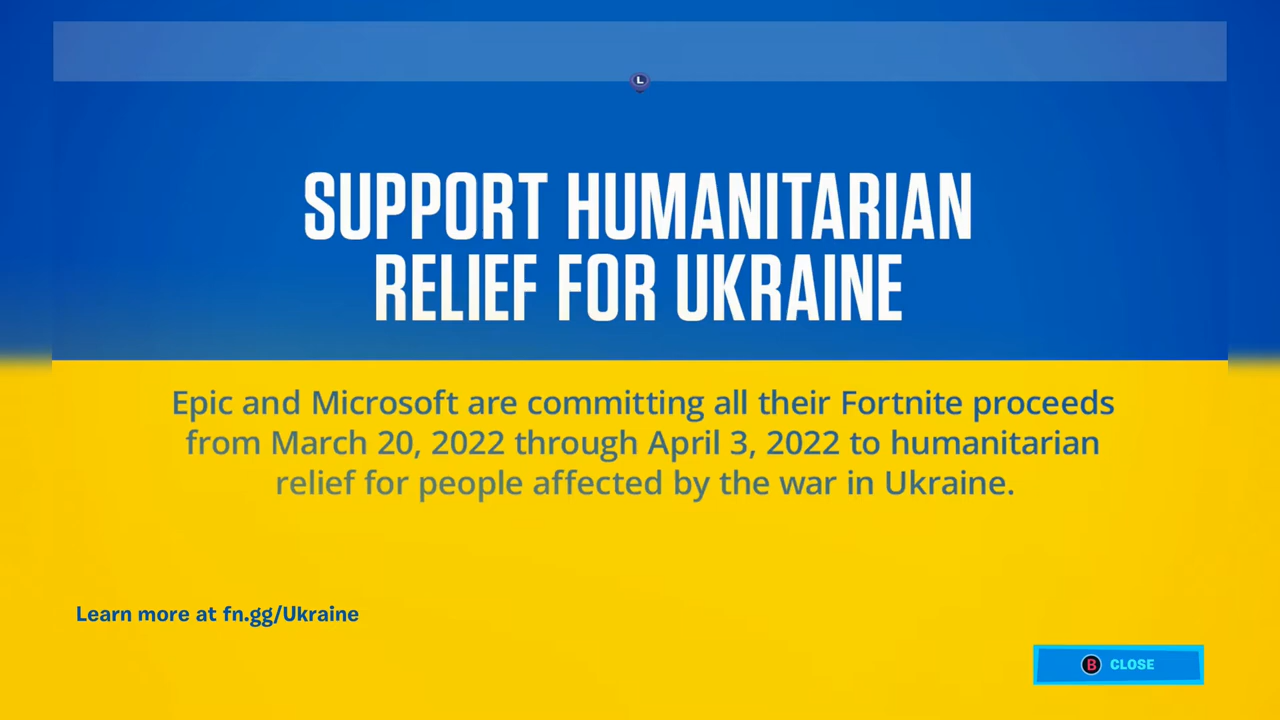 L
SUPPORT HUMANITARIAN
RELIEF FOR UKRAINE
Epic and Microsoft are committing all their Fortnite proceeds
from March 20, 2022 through April 3, 2022 to humanitarian
relief for people affected by the war in Ukraine.
Learn more at fn.gg/Ukraine
B CLOSE